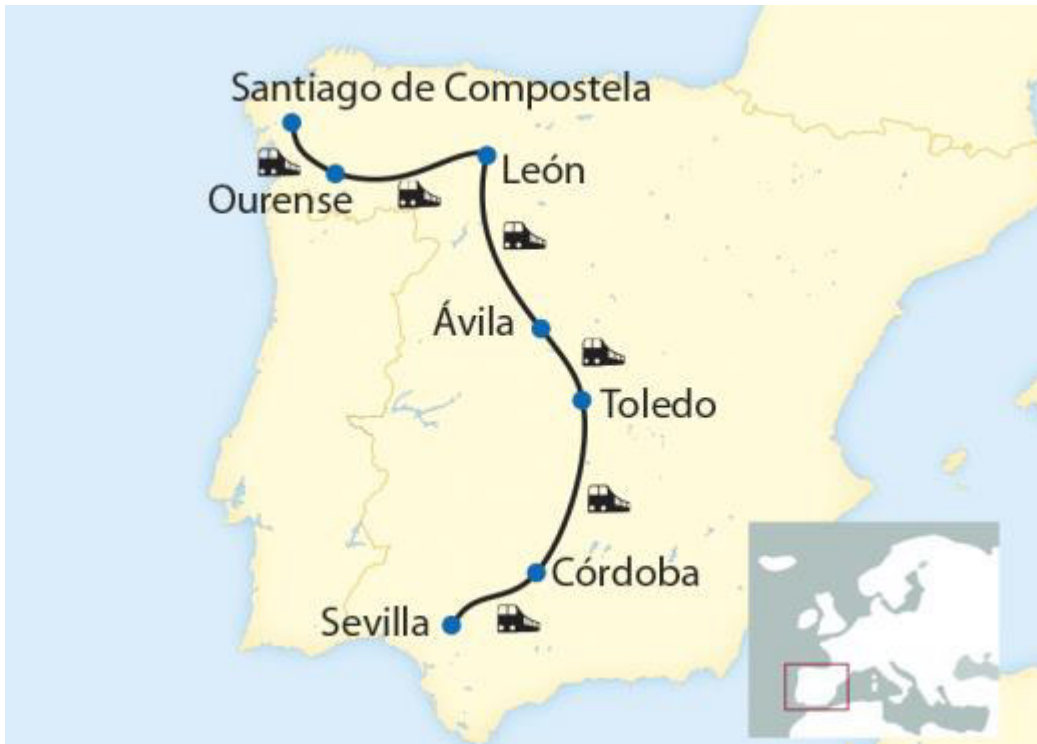 Santiago de Compostela
León
Ourense
Ávila
Toledo
Córdoba
Sevilla